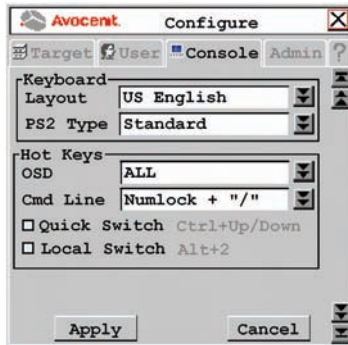 Avocent. Configure
Target User Console Admin ?
Keyboard
Layout US English
PS2 Type Standard
Hot Keys
OSD ALL
Cmd Line Numlock + "/"
Quick Switch Ctrl+Up/Down
Local Switch Alt+2
Apply Cancel